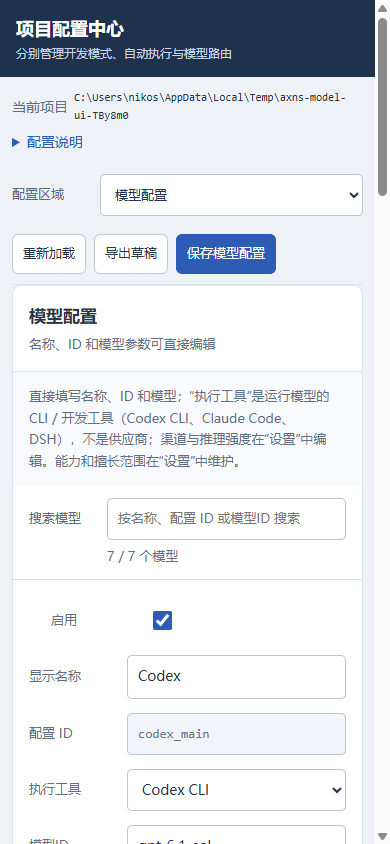 项目配置中心
分别管理开发模式、自动执行与模型路由
当前项目
C:\Users\nikos\AppData\Local\Temp\axns-model-
ui-TBy8m0
配置说明
配置区域
模型配置
重新加载
导出草稿
保存模型配置
模型配置
名称、ID 和模型参数可直接编辑
直接填写名称、ID 和模型；“执行工具”是运行模型的
CLI / 开发工具（Codex CLI、Claude Code、
DSH），不是供应商；渠道与推理强度在“设置”中编
辑。能力和擅长范围在“设置”中维护。
搜索模型
按名称、配置 ID 或模型ID 搜索
7 / 7 个模型
启用
显示名称
Codex
配置 ID
codex_main
执行工具
Codex CLI
模型ID